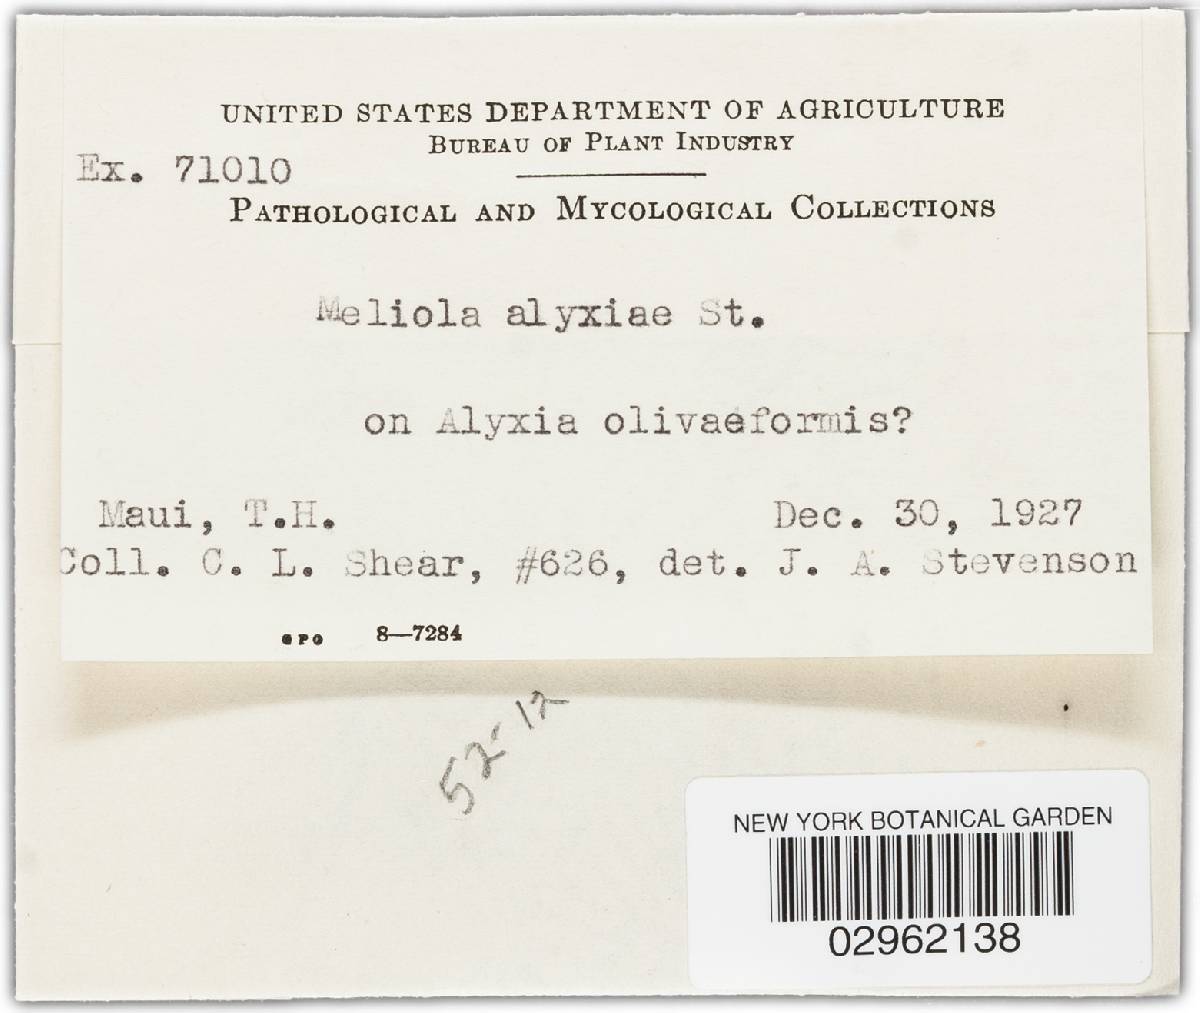 UNITED STATES DEPARTMENT OF AGRICULTURE
BUREAU OF PLANT INDUSTRY
Ex. 71010
PATHOLOGICAL AND MYCOLOGICAL COLLECTIONS
Meliola alyxiae St.
on Alyxia olivaeformis?
Maui, T.H. Dec. 30, 1927
Coll. C. L. Shear, #626, det. J. A. Stevenson
GPO 8—7284
52-12
NEW YORK BOTANICAL GARDEN
02962138